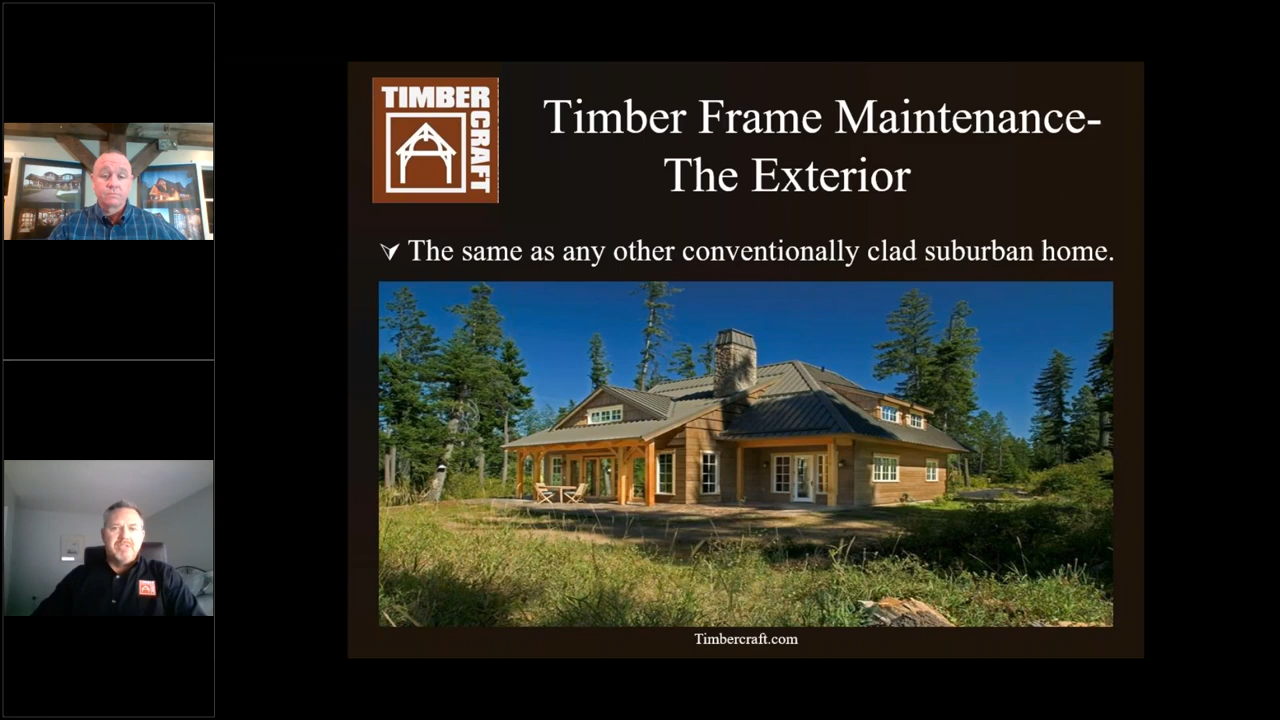 TIMBER
CRAFT
Timber Frame Maintenance-
The Exterior
The same as any other conventionally clad suburban home.
Timbercraft.com